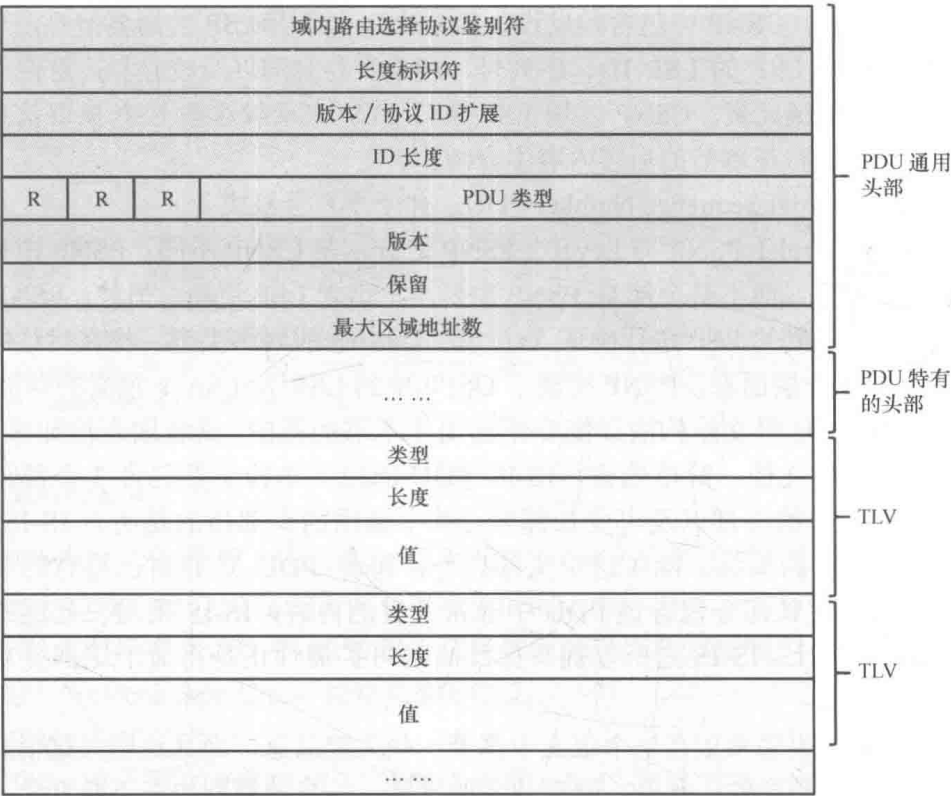 域内路由选择协议鉴别符
长度标识符
版本 / 协议 ID 扩展
ID 长度
R R R PDU 类型
版本
保留
最大区域地址数
PDU 通用
头部
… …
PDU 特有
的头部
类型
长度
值
TLV
类型
长度
值
TLV
… …